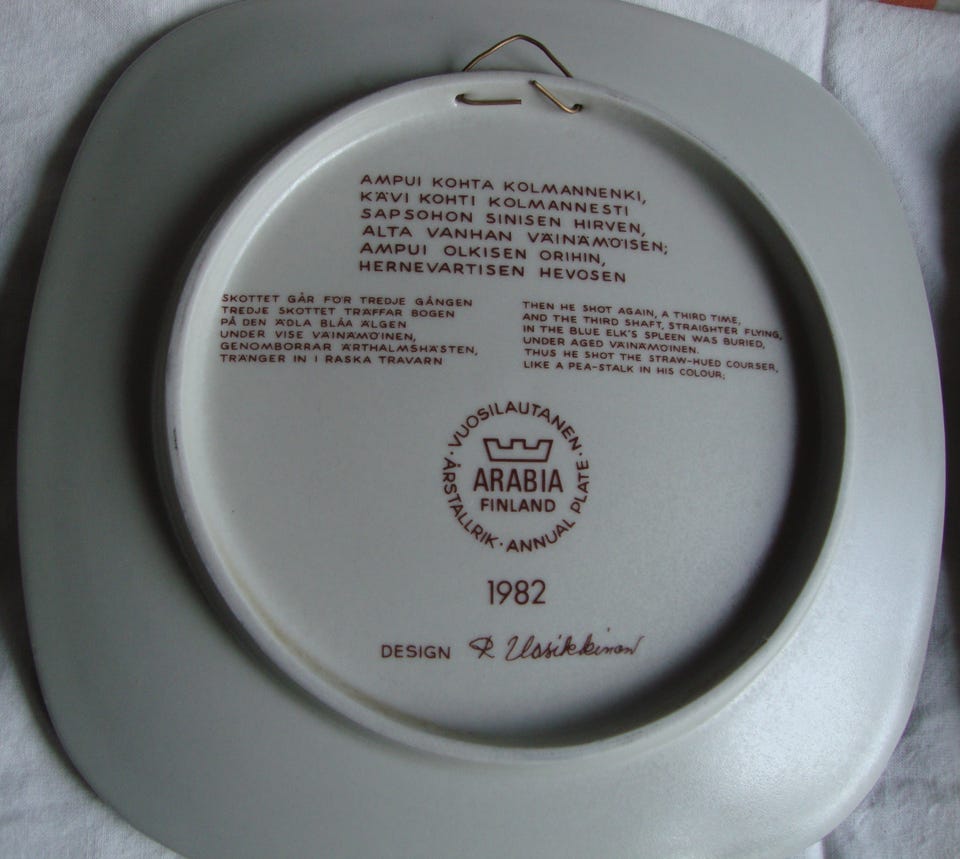 AMPUI KOHTA KOLMANNENKI,
KÄVI KOHTI KOLMANNESTI
SAPSOHON SINISEN HIRVEN,
ALTA VANHAN VÄINÄMÖISEN;
AMPUI OLKISEN ORIHIN,
HERNEVARTISEN HEVOSEN
SKOTTET GÅR FÖR TREDJE GÅNGEN
TREDJE SKOTTET TRÄFFAR BOGEN
PÅ DEN ÄDLA BLÅA ÄLGEN
UNDER VISE VÄINÄMÖINEN,
GENOMBORRAR ÄRTHALMSHÄSTEN,
TRÄNGER IN I RASKA TRAVARN
THEN HE SHOT AGAIN, A THIRD TIME,
AND THE THIRD SHAFT, STRAIGHTER FLYING,
IN THE BLUE ELK'S SPLEEN WAS BURIED,
UNDER AGED VÄINÄMÖINEN.
THUS HE SHOT THE STRAW-HUED COURSER,
LIKE A PEA-STALK IN HIS COLOUR;
· VUOSILAUTANEN ·
ARABIA
FINLAND
ÅRSTALLRIK · ANNUAL PLATE
1982
DESIGN R Uosikkinen